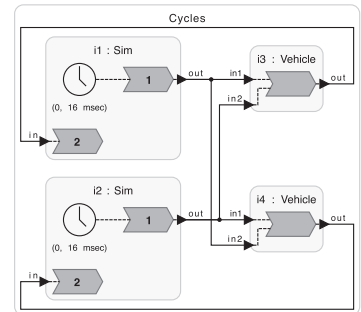 Cycles
i1 : Sim
1
out
(0, 16 msec)
in
2
i3 : Vehicle
in1
in2
out
i2 : Sim
1
out
(0, 16 msec)
in
2
i4 : Vehicle
in1
in2
out